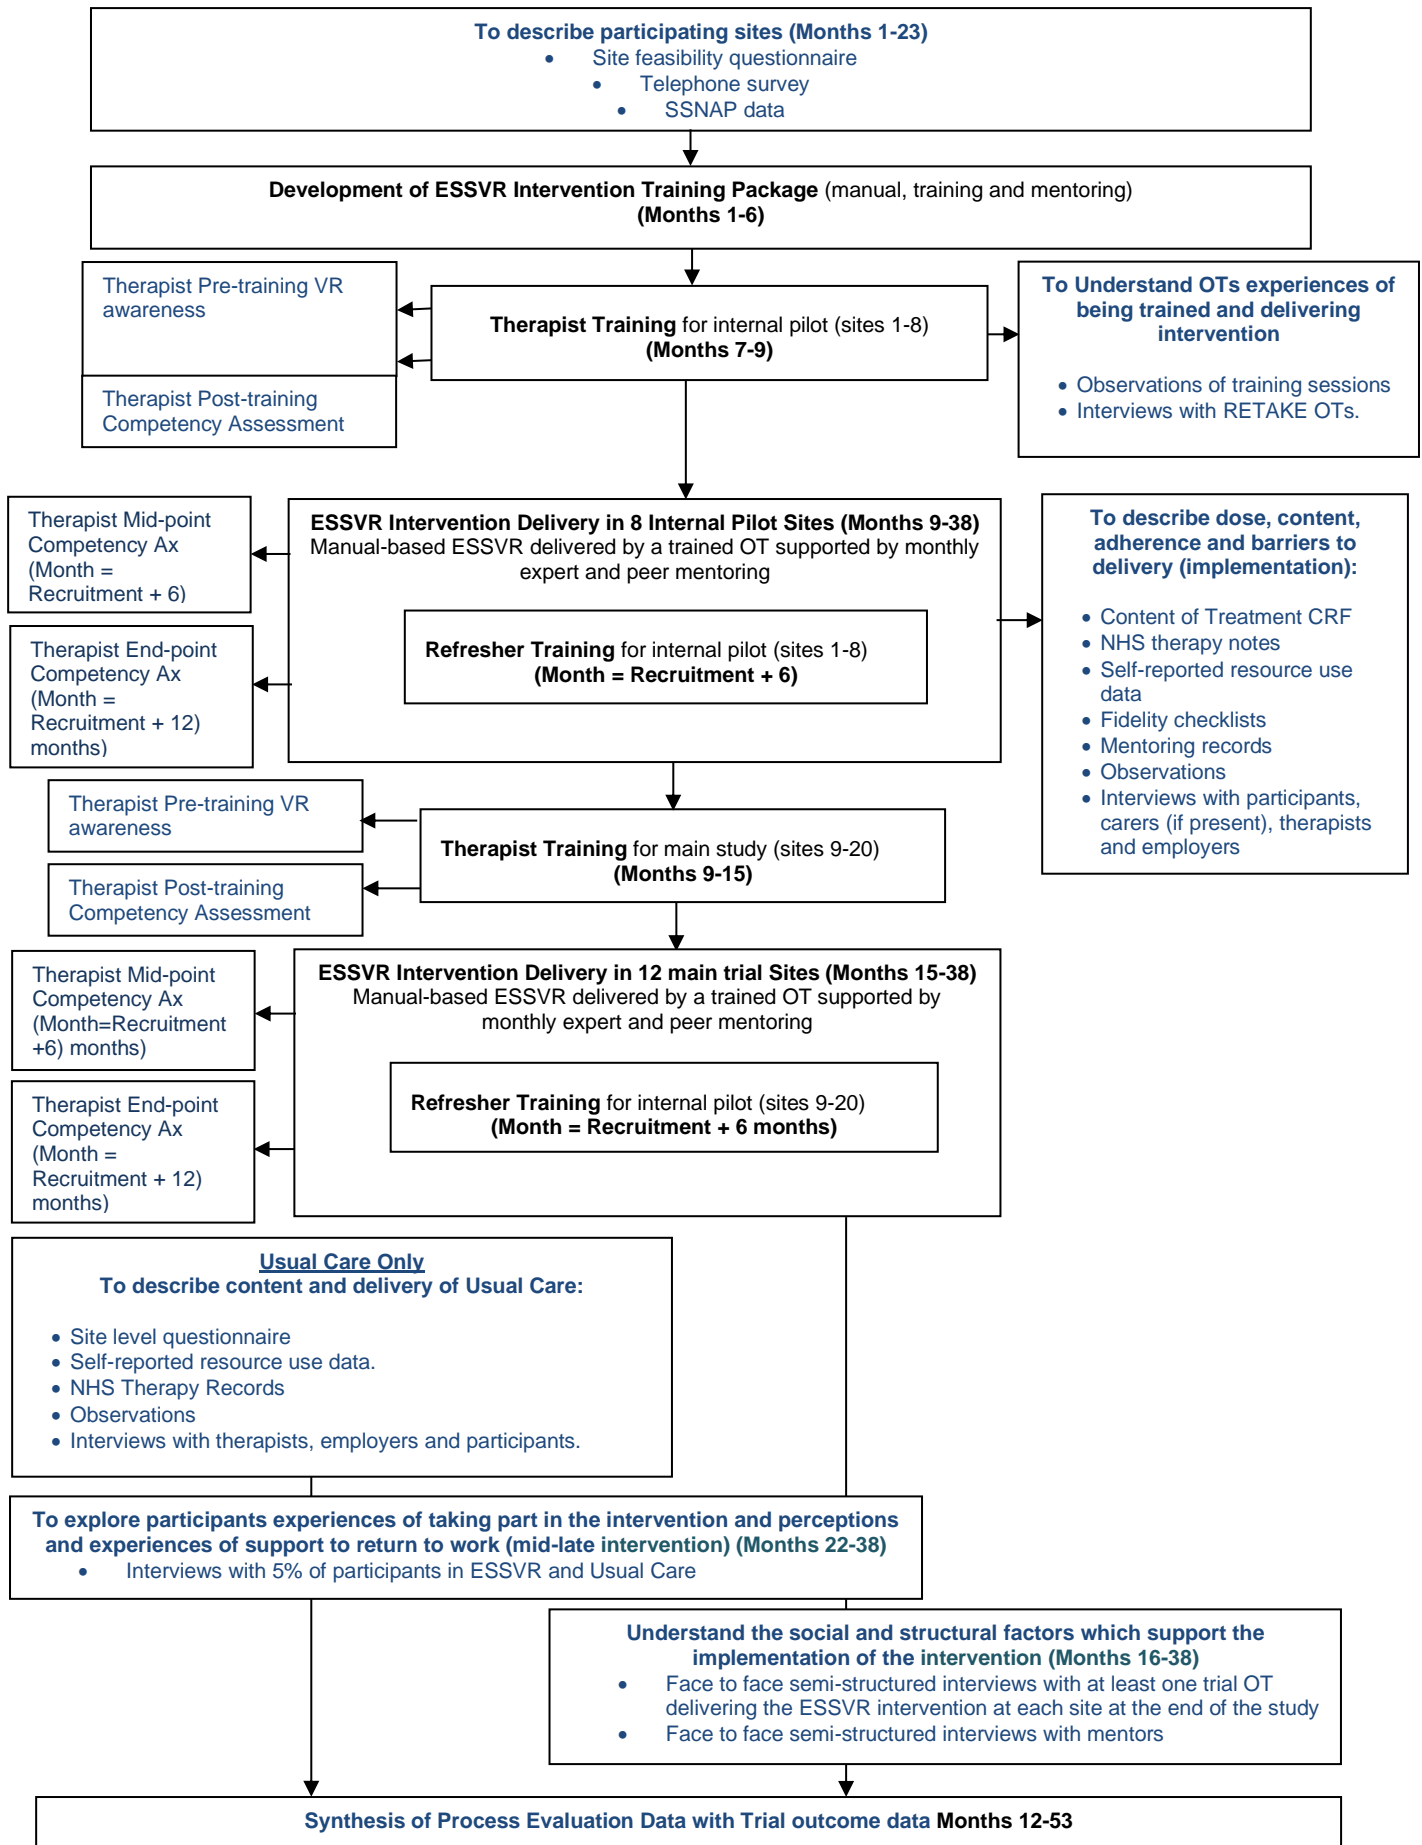 To describe participating sites (Months 1-23)
• Site feasibility questionnaire
• Telephone survey
• SSNAP data
Development of ESSVR Intervention Training Package (manual, training and mentoring)
(Months 1-6)
Therapist Pre-training VR
awareness
Therapist Post-training
Competency Assessment
Therapist Training for internal pilot (sites 1-8)
(Months 7-9)
To Understand OTs experiences of
being trained and delivering
intervention
• Observations of training sessions
• Interviews with RETAKE OTs.
Therapist Mid-point
Competency Ax
(Month =
Recruitment + 6)
Therapist End-point
Competency Ax
(Month =
Recruitment + 12)
months)
ESSVR Intervention Delivery in 8 Internal Pilot Sites (Months 9-38)
Manual-based ESSVR delivered by a trained OT supported by monthly
expert and peer mentoring
Refresher Training for internal pilot (sites 1-8)
(Month = Recruitment + 6)
To describe dose, content,
adherence and barriers to
delivery (implementation):
• Content of Treatment CRF
• NHS therapy notes
• Self-reported resource use
data
• Fidelity checklists
• Mentoring records
• Observations
• Interviews with participants,
carers (if present), therapists
and employers
Therapist Pre-training VR
awareness
Therapist Post-training
Competency Assessment
Therapist Training for main study (sites 9-20)
(Months 9-15)
Therapist Mid-point
Competency Ax
(Month=Recruitment
+6) months)
Therapist End-point
Competency Ax
(Month =
Recruitment + 12)
months)
ESSVR Intervention Delivery in 12 main trial Sites (Months 15-38)
Manual-based ESSVR delivered by a trained OT supported by
monthly expert and peer mentoring
Refresher Training for internal pilot (sites 9-20)
(Month = Recruitment + 6 months)
Usual Care Only
To describe content and delivery of Usual Care:
• Site level questionnaire
• Self-reported resource use data.
• NHS Therapy Records
• Observations
• Interviews with therapists, employers and participants.
To explore participants experiences of taking part in the intervention and perceptions
and experiences of support to return to work (mid-late intervention) (Months 22-38)
• Interviews with 5% of participants in ESSVR and Usual Care
Understand the social and structural factors which support the
implementation of the intervention (Months 16-38)
• Face to face semi-structured interviews with at least one trial OT
delivering the ESSVR intervention at each site at the end of the study
• Face to face semi-structured interviews with mentors
Synthesis of Process Evaluation Data with Trial outcome data Months 12-53